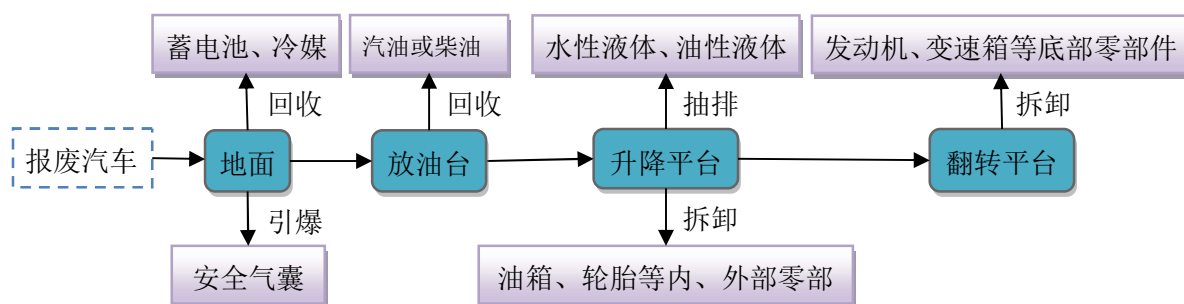 蓄电池、冷媒
汽油或柴油
水性液体、油性液体
发动机、变速箱等底部零部件
回收
回收
抽排
拆卸
报废汽车
地面
放油台
升降平台
翻转平台
引爆
拆卸
安全气囊
油箱、轮胎等内、外部零部